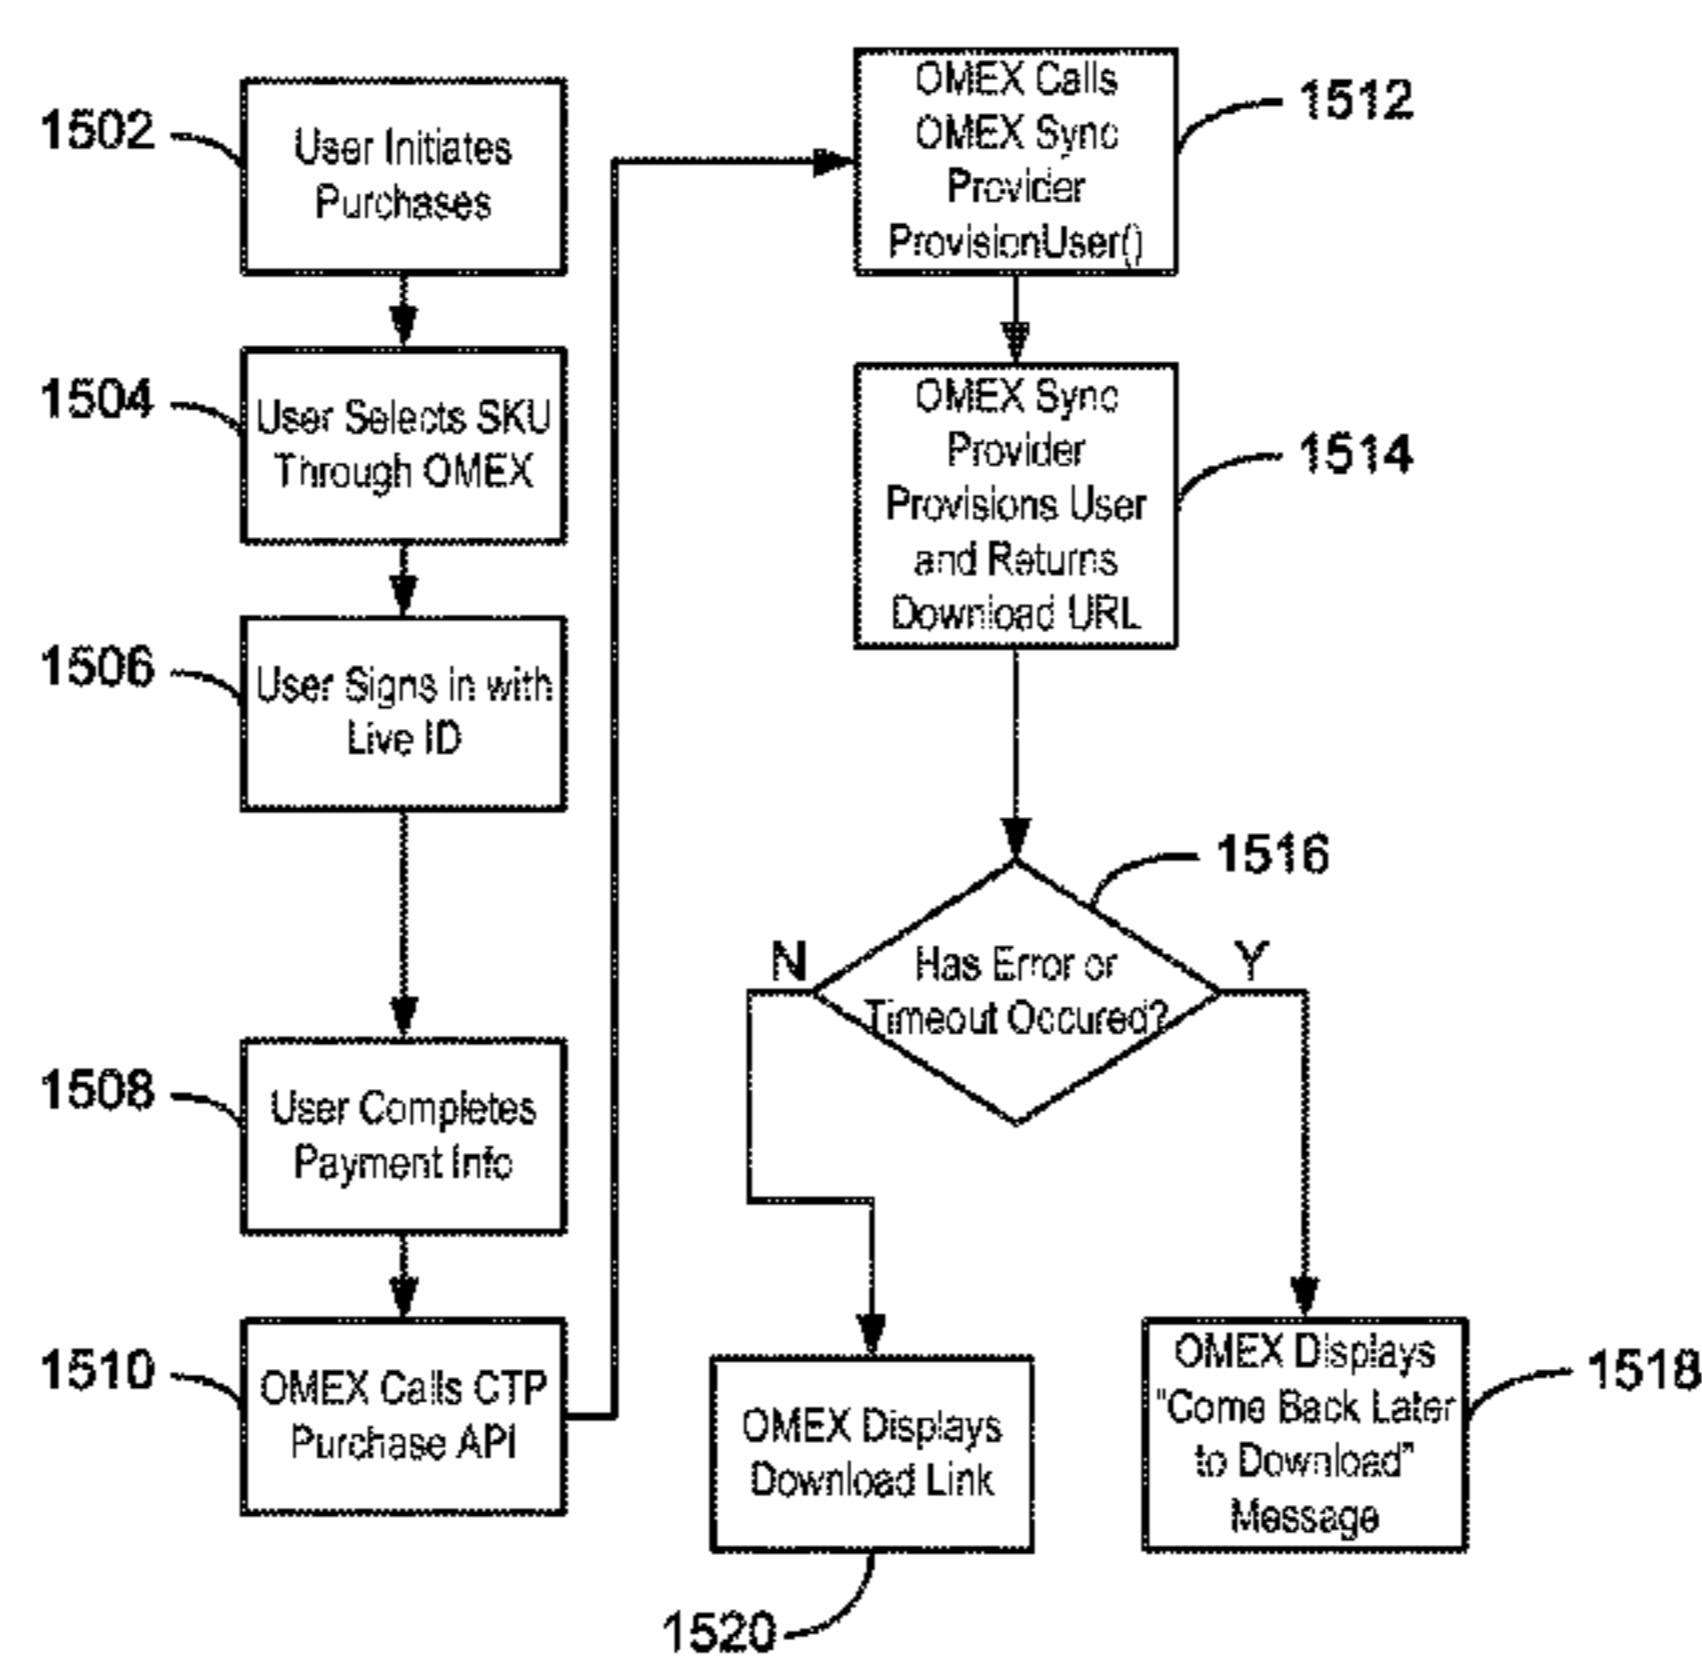 1502
User Initiates
Purchases
1504
User Selects SKU
Through OMEX
1506
User Signs in with
Live ID
1508
User Completes
Payment Info
1510
OMEX Calls CTP
Purchase API
OMEX Calls
OMEX Sync
Provider
ProvisionUser()
1512
OMEX Sync
Provider
Provisions User
and Returns
Download URL
1514
1516
N
Y
Has Error or
Timeout Occured?
OMEX Displays
Download Link
1520
OMEX Displays
"Come Back Later
to Download"
Message
1518